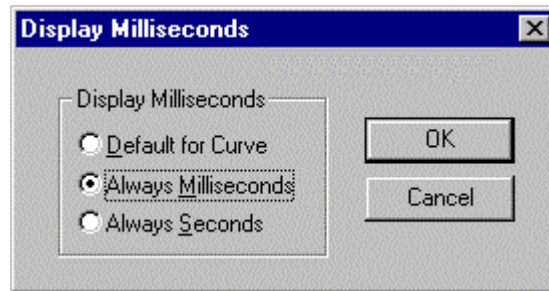 Display Milliseconds
Display Milliseconds
Default for Curve
Always Milliseconds
Always Seconds
OK
Cancel